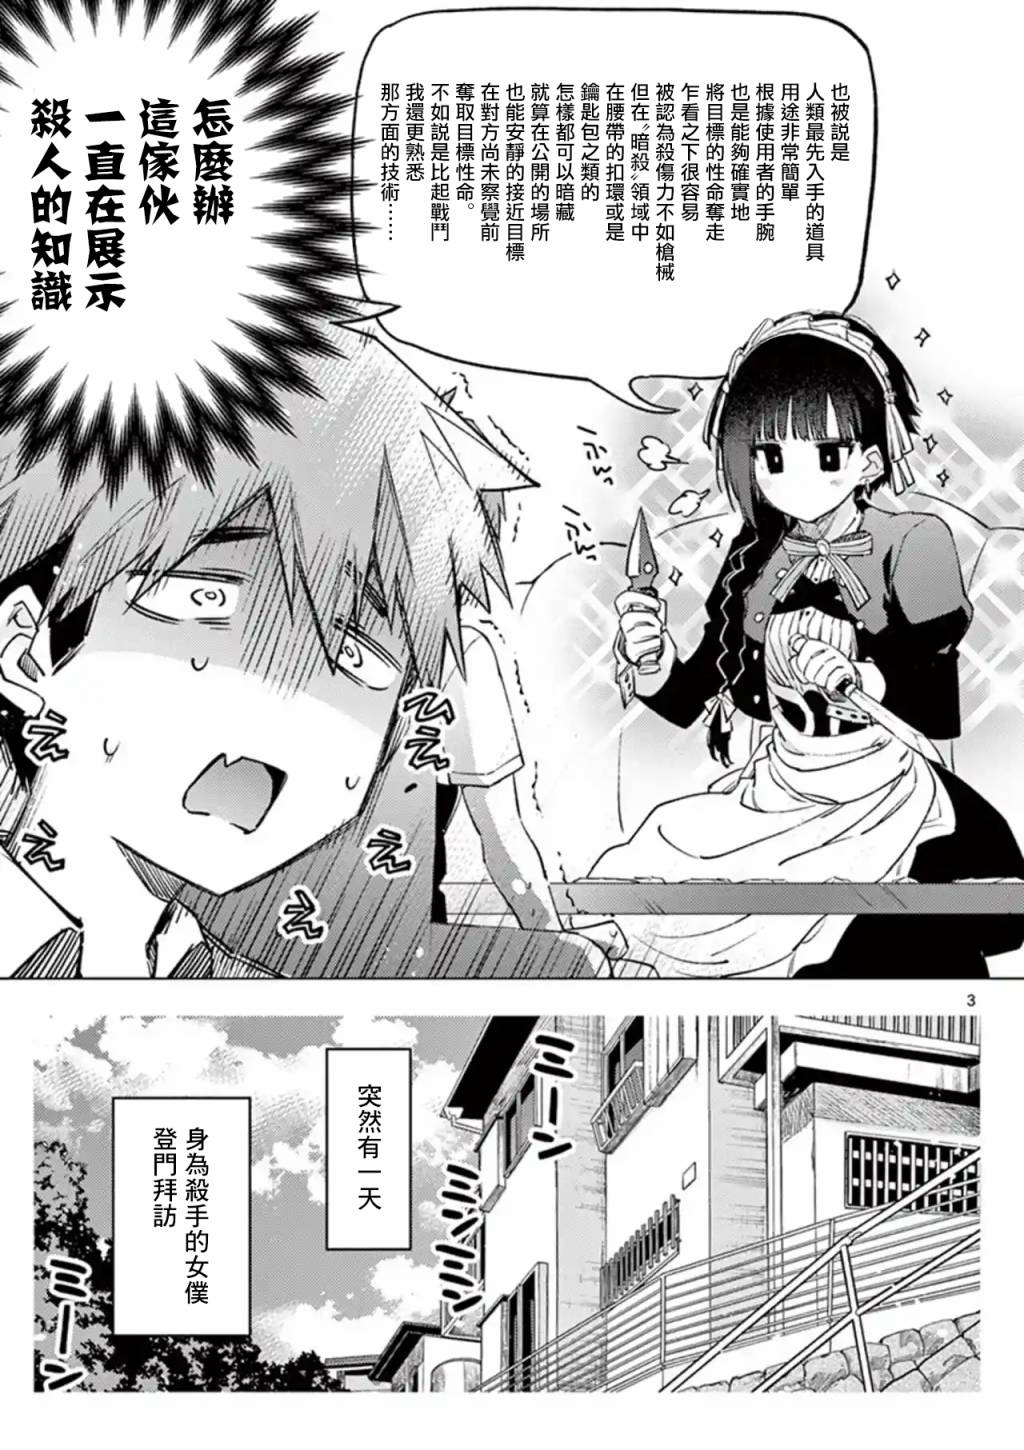 也被說是
人類最先入手的道具
用途非常簡單
根據使用者的手腕
也是能夠確實地
將目標的性命奪走
乍看之下很容易
被認為殺傷力不如槍械
但在〝暗殺〞領域中
在腰帶的扣環或是
鑰匙包之類的
怎樣都可以暗藏
就算在公開的場所
也能安靜的接近目標
在對方尚未察覺前
奪取目標性命。
不如說是比起戰鬥
我還更熟悉
那方面的技術……
怎麼辦
這傢伙
一直在展示
殺人的知識
ひえぇ
ええぇ
3
突然有一天
身為殺手的女僕
登門拜訪
ミーン
ミンミン
ミーン